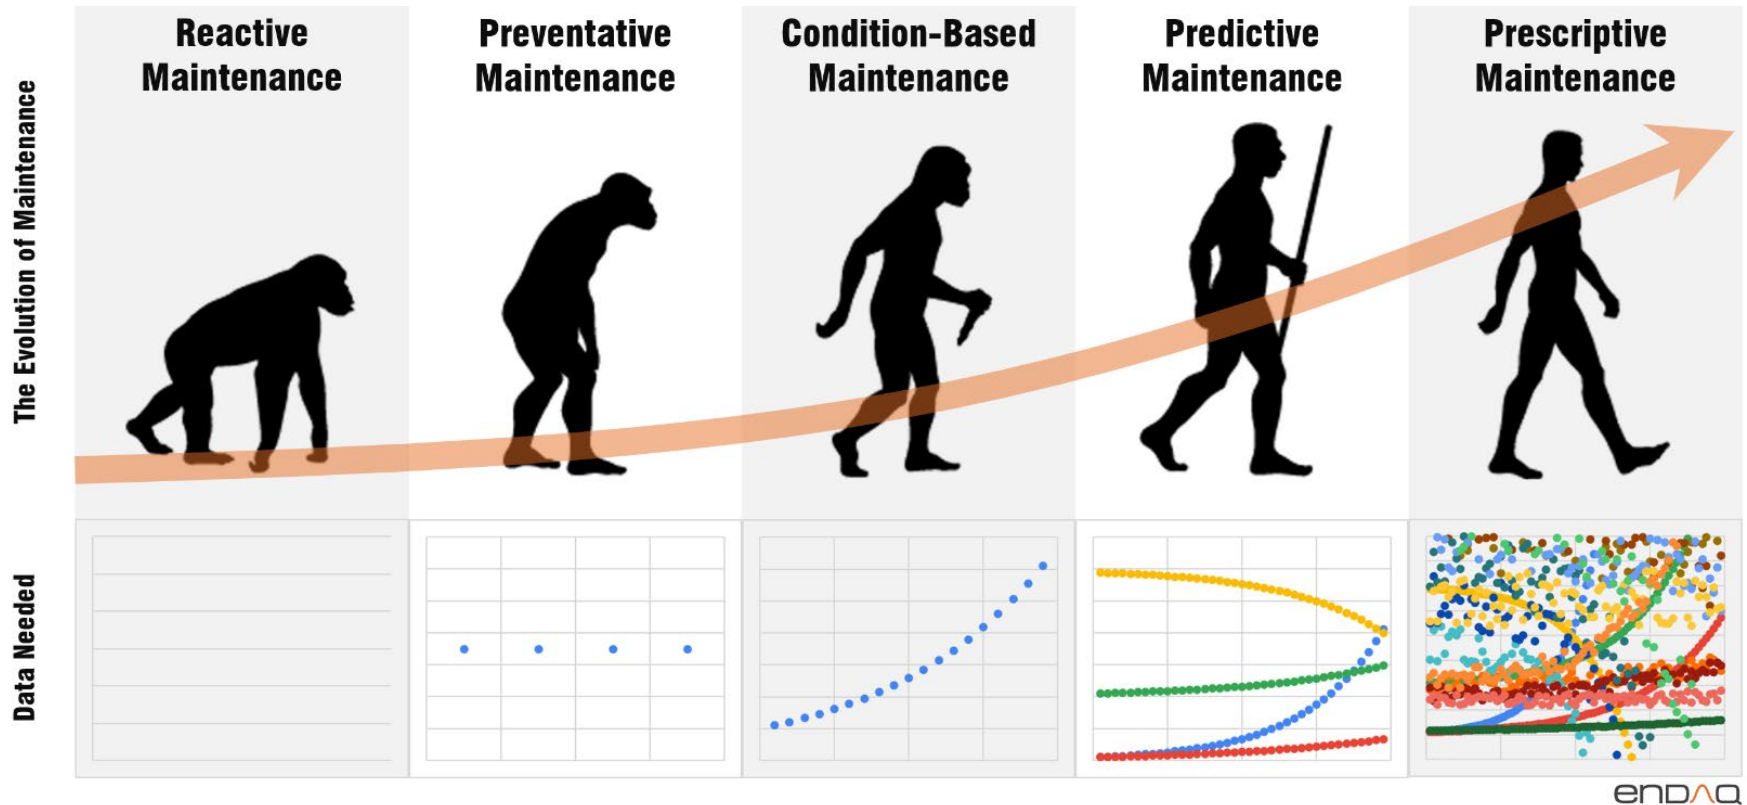 Reactive
Maintenance
Preventative
Maintenance
Condition-Based
Maintenance
Predictive
Maintenance
Prescriptive
Maintenance
The Evolution of Maintenance
Data Needed
enDAQ